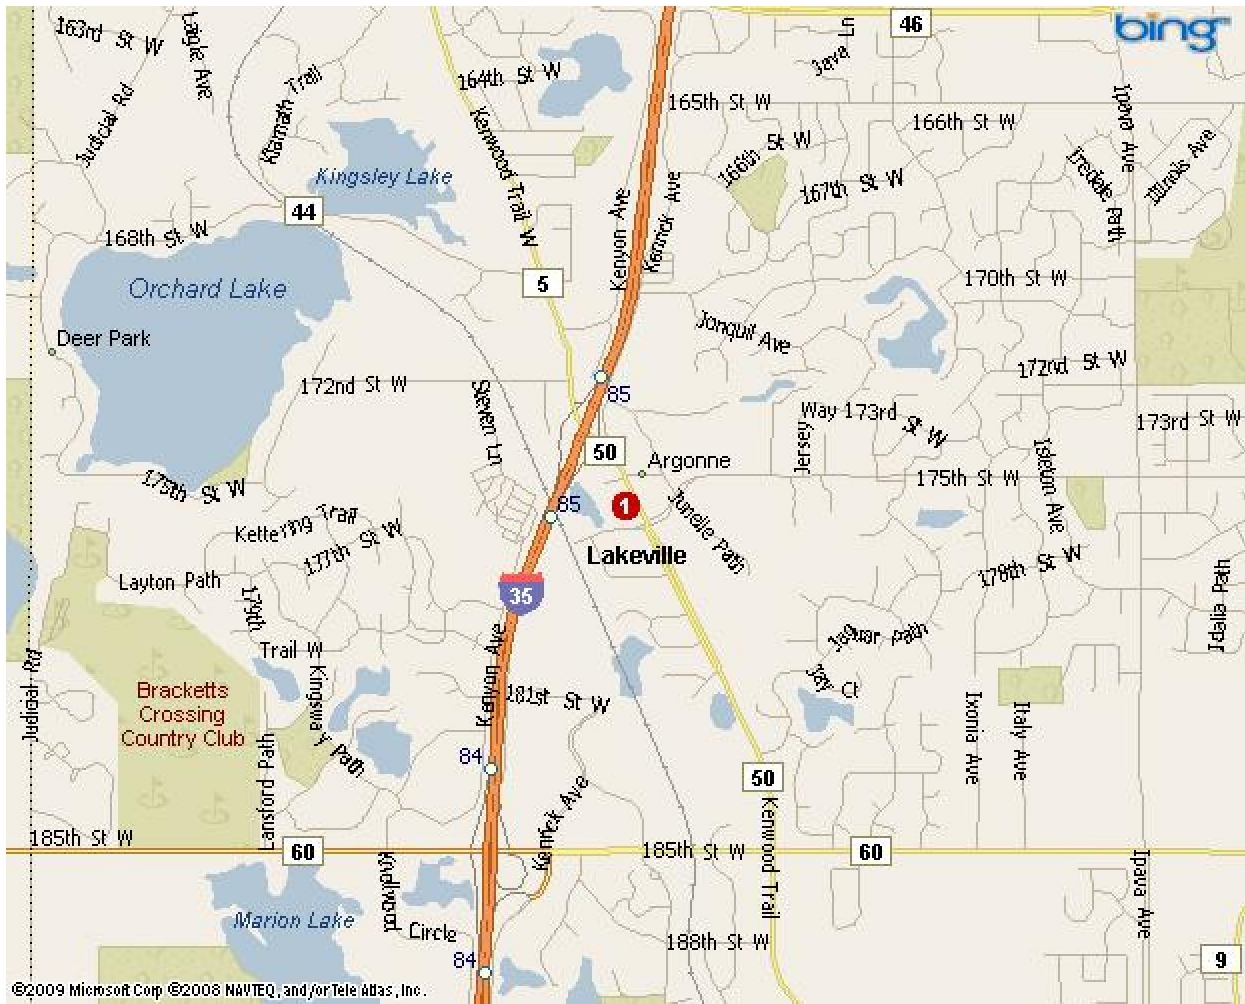 163rd St W
Laigle Ave
46
bing™
Java Ln
Judicial Rd
Klamath Trail
164th St W
165th St W
166th St W
Ipava Ave
Kenwood Trail W
166th St W
Iredale Path
Illinois Ave
Kingsley Lake
167th St W
44
Kenyon Ave
Kenrick Ave
168th St W
5
170th St W
Orchard Lake
Jonquil Ave
Deer Park
172nd St W
172nd St W
85
Steven Ln
Way 173rd St W
173rd St W
Jersey
50
Argonne
Isleton Ave
175th St W
175th St W
85
1
Junelle Path
Kettering Trail
177th St W
Lakeville
178th St W
Layton Path
179th
Trail W
35
Idalia Path
Jaguar Path
Judicial Rd
Kingsway Path
Kenyon Ave
181st St W
Jay Ct
Bracketts
Crossing
Country Club
Ixonia Ave
Italy Ave
Lansford Path
84
50
Kenrick Ave
Kenwood Trail
185th St W
60
185th St W
60
Ipava Ave
Marion Lake
Circle
188th St W
84
9
©2009 Microsoft Corp ©2008 NAVTEQ, and/or Tele Atlas, Inc.